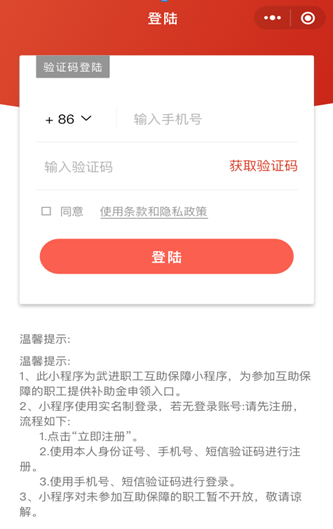 登陆
验证码登陆
+ 86
输入手机号
输入验证码
获取验证码
同意 使用条款和隐私政策
登陆
温馨提示:
温馨提示:
1、此小程序为武进职工互助保障小程序，为参加互助保
障的职工提供补助金申领入口。
2、小程序使用实名制登录，若无登录账号:请先注册，
流程如下:
1.点击“立即注册”。
2.使用本人身份证号、手机号、短信验证码进行注
册。
3.使用手机号、短信验证码进行登录。
3、小程序对未参加互助保障的职工暂不开放，敬请谅
解。